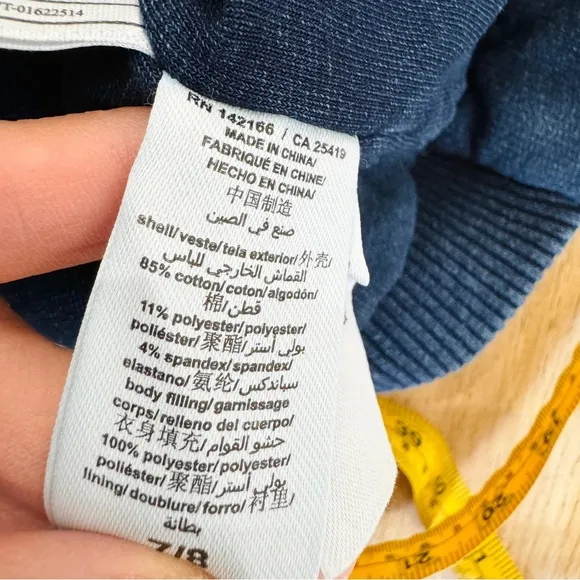 T-01622514
RN 142166 / CA 25419
MADE IN CHINA/
FABRIQUÉ EN CHINE/
HECHO EN CHINA/
中国制造
صنع في الصين
shell/veste/tela exterior/外壳/
القماش الخارجي للباس
85% cotton/coton/algodón/
棉/قطن/
11% polyester/polyester/
poliéster/聚酯/بولي أستر/
4% spandex/spandex/
elastano/氨纶/سباندكس/
body filling/garnissage
corps/relleno del cuerpo/
衣身填充/حشو القوام/
100% polyester/polyester/
poliéster/聚酯/بولي أستر/
lining/doublure/forro/衬里/
بطانة
7/8
21
20